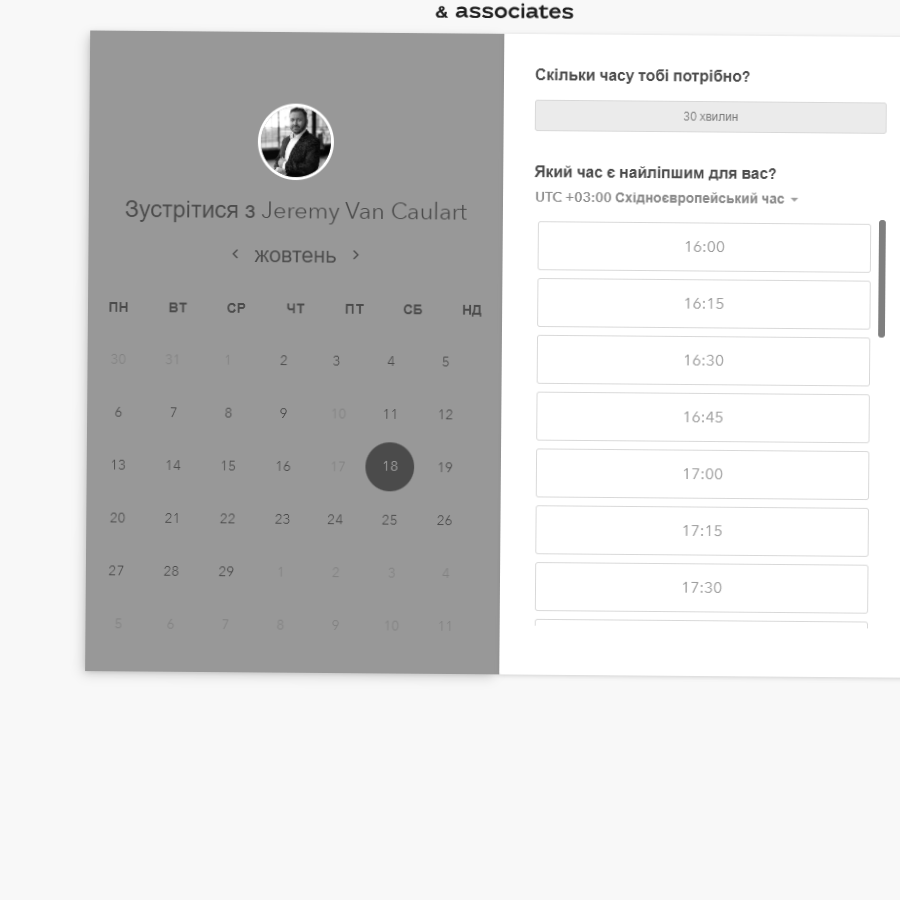 & associates
Зустрітися з Jeremy Van Caulart
жовтень
ПН ВТ СР ЧТ ПТ СБ НД
30 31 1 2 3 4 5
6 7 8 9 10 11 12
13 14 15 16 17 18 19
20 21 22 23 24 25 26
27 28 29 1 2 3 4
5 6 7 8 9 10 11
Скільки часу тобі потрібно?
30 хвилин
Який час є найліпшим для вас?
UTC +03:00 Східноєвропейський час
16:00
16:15
16:30
16:45
17:00
17:15
17:30